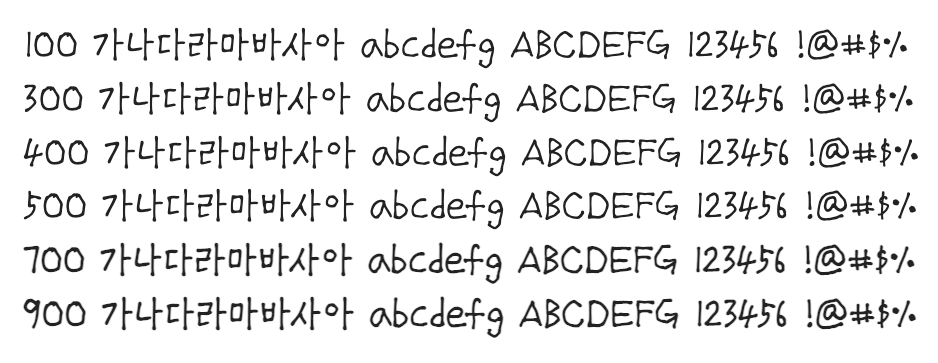 100 가나다라마바사아 abcdefg ABCDEFG 123456 !@#$%
300 가나다라마바사아 abcdefg ABCDEFG 123456 !@#$%
400 가나다라마바사아 abcdefg ABCDEFG 123456 !@#$%
500 가나다라마바사아 abcdefg ABCDEFG 123456 !@#$%
700 가나다라마바사아 abcdefg ABCDEFG 123456 !@#$%
900 가나다라마바사아 abcdefg ABCDEFG 123456 !@#$%